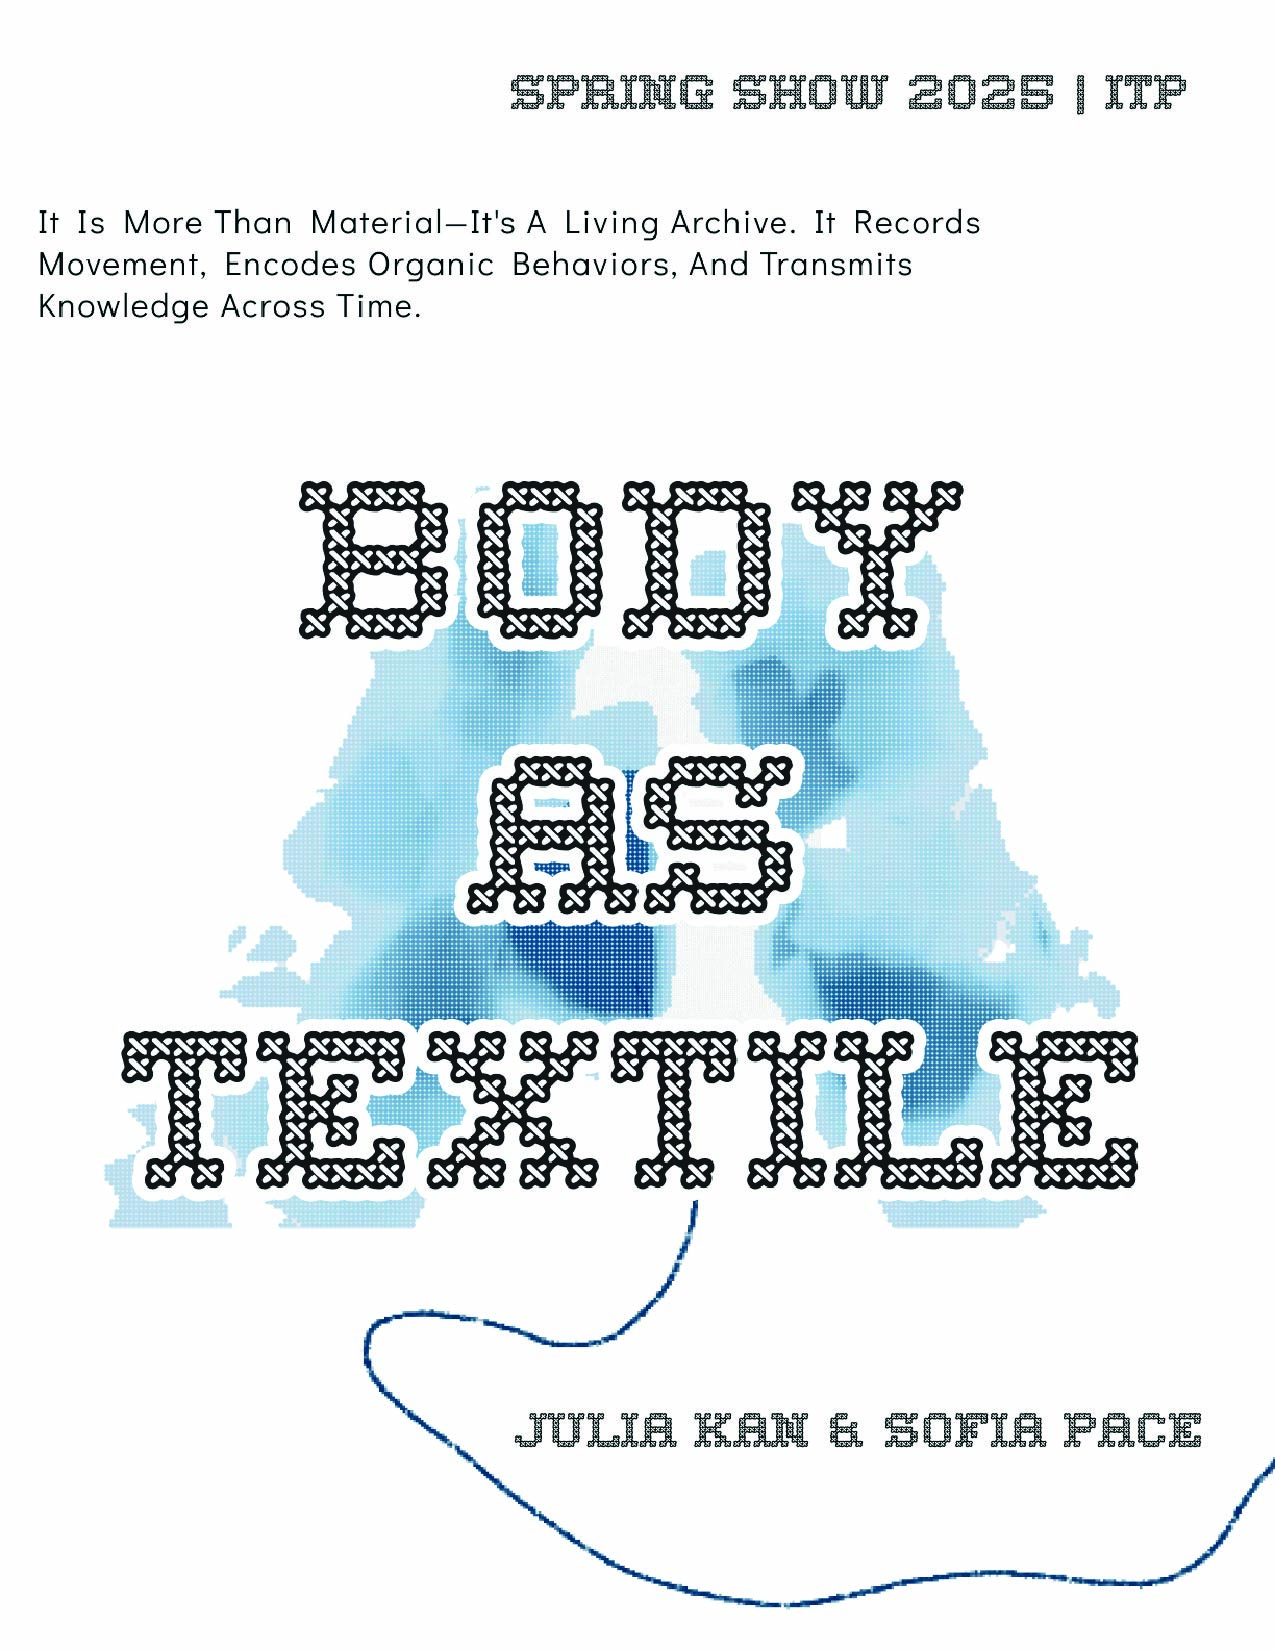 SPRING SHOW 2025 | ITP
It Is More Than Material—It's A Living Archive. It Records
Movement, Encodes Organic Behaviors, And Transmits
Knowledge Across Time.
BODY
AS
TEXTILE
JULIA KAN & SOFIA PACE